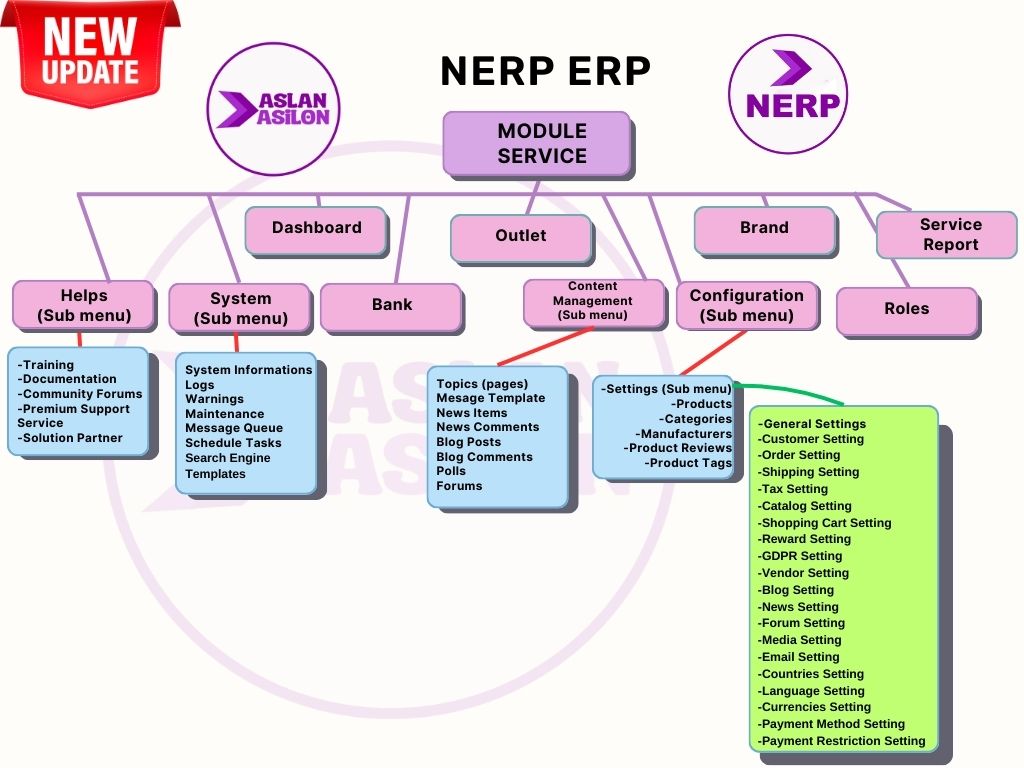 NEW
UPDATE
ASLAN
ASİLON
NERP ERP
NERP
MODULE
SERVICE
Dashboard
Outlet
Brand
Service
Report
Helps
(Sub menu)
System
(Sub menu)
Bank
Content
Management
(Sub menu)
Configuration
(Sub menu)
Roles
-Training
-Documentation
-Community Forums
-Premium Support
Service
-Solution Partner
System Informations
Logs
Warnings
Maintenance
Message Queue
Schedule Tasks
Search Engine
Templates
Topics (pages)
Mesage Template
News Items
News Comments
Blog Posts
Blog Comments
Polls
Forums
-Settings (Sub menu)
-Products
-Categories
-Manufacturers
-Product Reviews
-Product Tags
-General Settings
-Customer Setting
-Order Setting
-Shipping Setting
-Tax Setting
-Catalog Setting
-Shopping Cart Setting
-Reward Setting
-GDPR Setting
-Vendor Setting
-Blog Setting
-News Setting
-Forum Setting
-Media Setting
-Email Setting
-Countries Setting
-Language Setting
-Currencies Setting
-Payment Method Setting
-Payment Restriction Setting